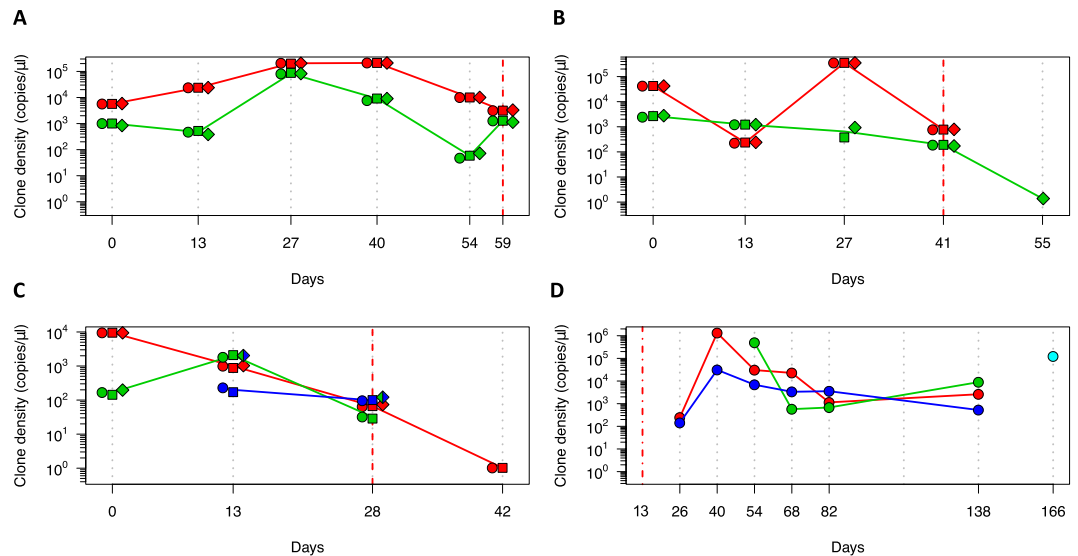 A
Clone density (copies/µl)
10^5
10^4
10^3
10^2
10^1
10^0
0 13 27 40 54 59
Days
B
Clone density (copies/µl)
10^5
10^4
10^3
10^2
10^1
10^0
0 13 27 41 55
Days
C
Clone density (copies/µl)
10^4
10^3
10^2
10^1
10^0
0 13 28 42
Days
D
Clone density (copies/µl)
10^6
10^5
10^4
10^3
10^2
10^1
10^0
13 26 40 54 68 82 138 166
Days